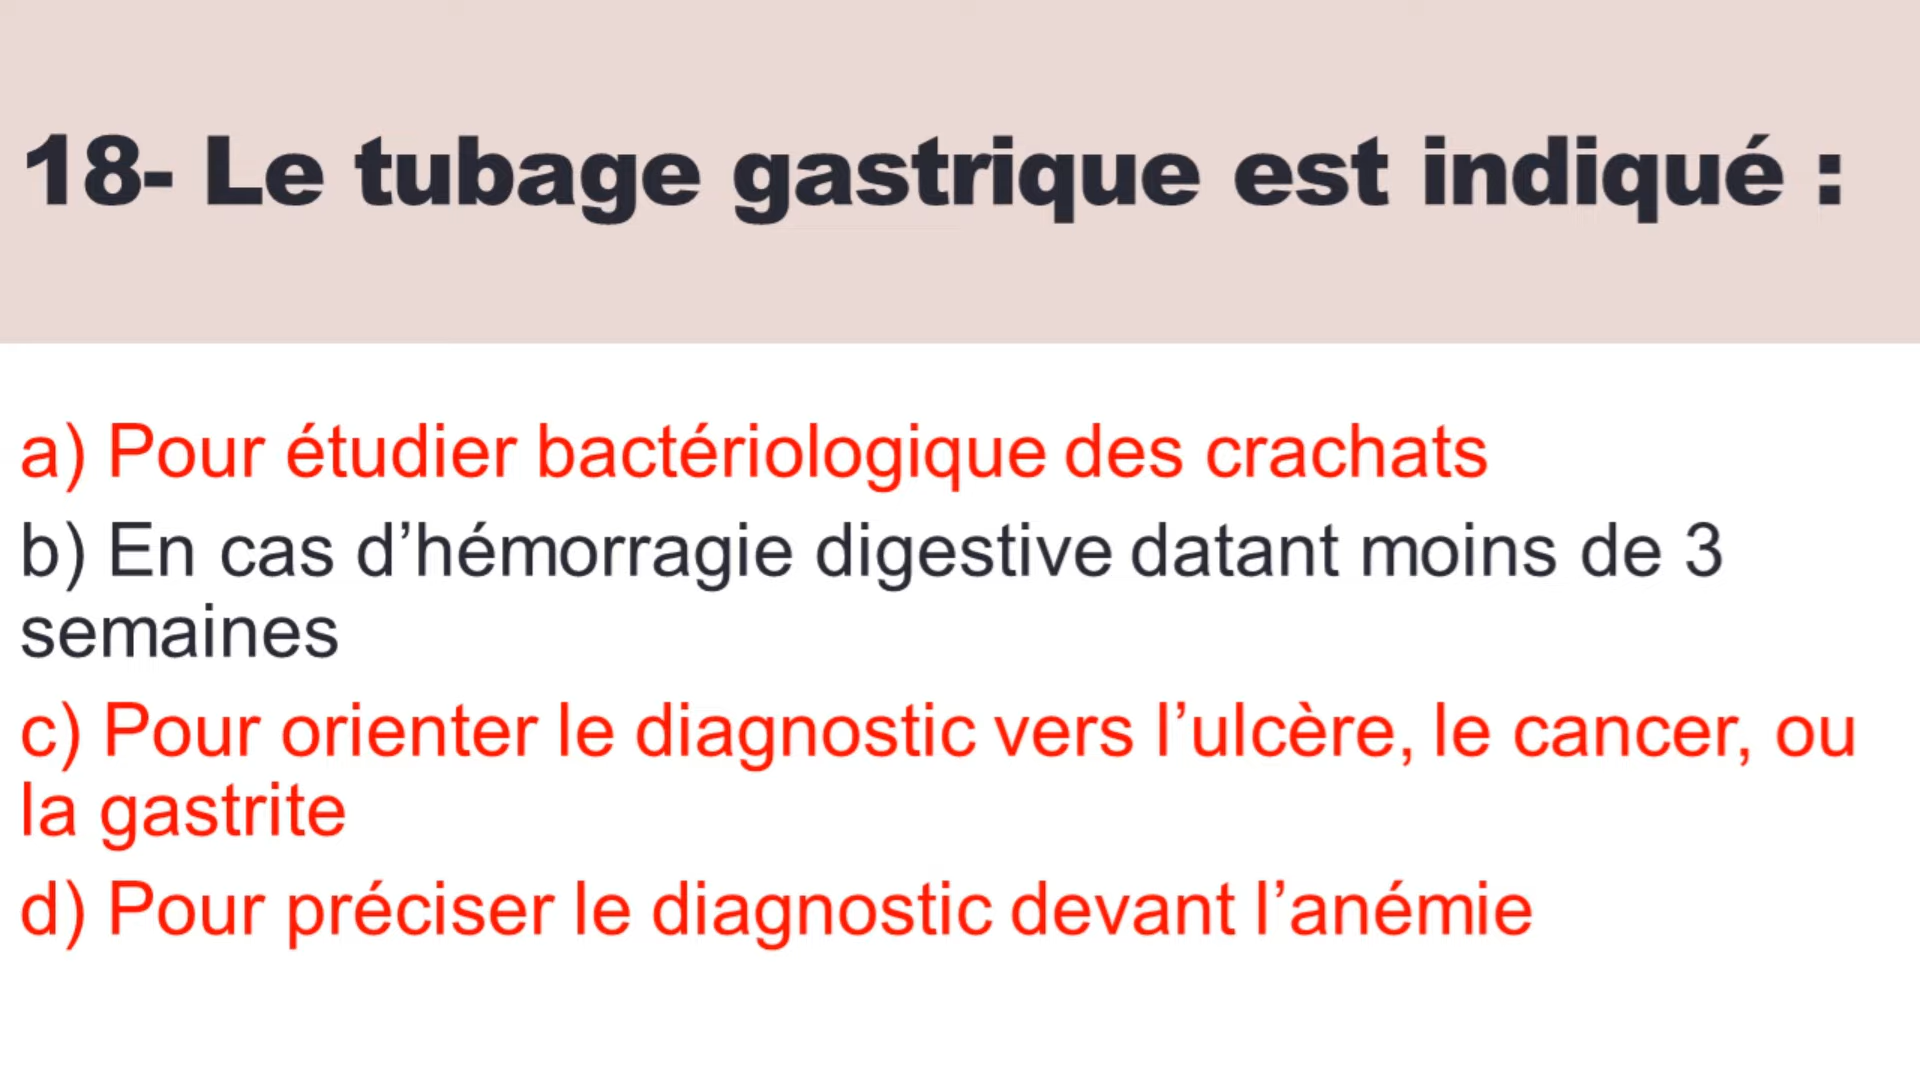 18- Le tubage gastrique est indiqué :
a) Pour étudier bactériologique des crachats
b) En cas d’hémorragie digestive datant moins de 3
semaines
c) Pour orienter le diagnostic vers l’ulcère, le cancer, ou
la gastrite
d) Pour préciser le diagnostic devant l’anémie